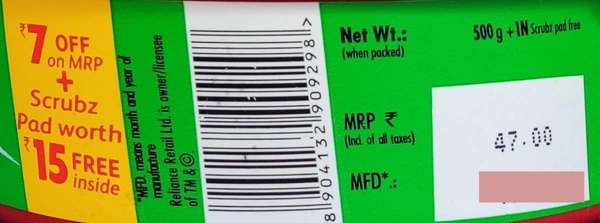 ₹7 OFF
on MRP
+
Scrubz
Pad worth
₹15 FREE
inside
*MFD. means month and year of
manufacture
Reliance Retail Ltd. is owner/licensee
of TM & ©.
8 904132 909298 >
Net Wt.:
(when packed)
500 g + 1N Scrubz pad free
MRP ₹
(Incl. of all taxes)
47.00
MFD*.: